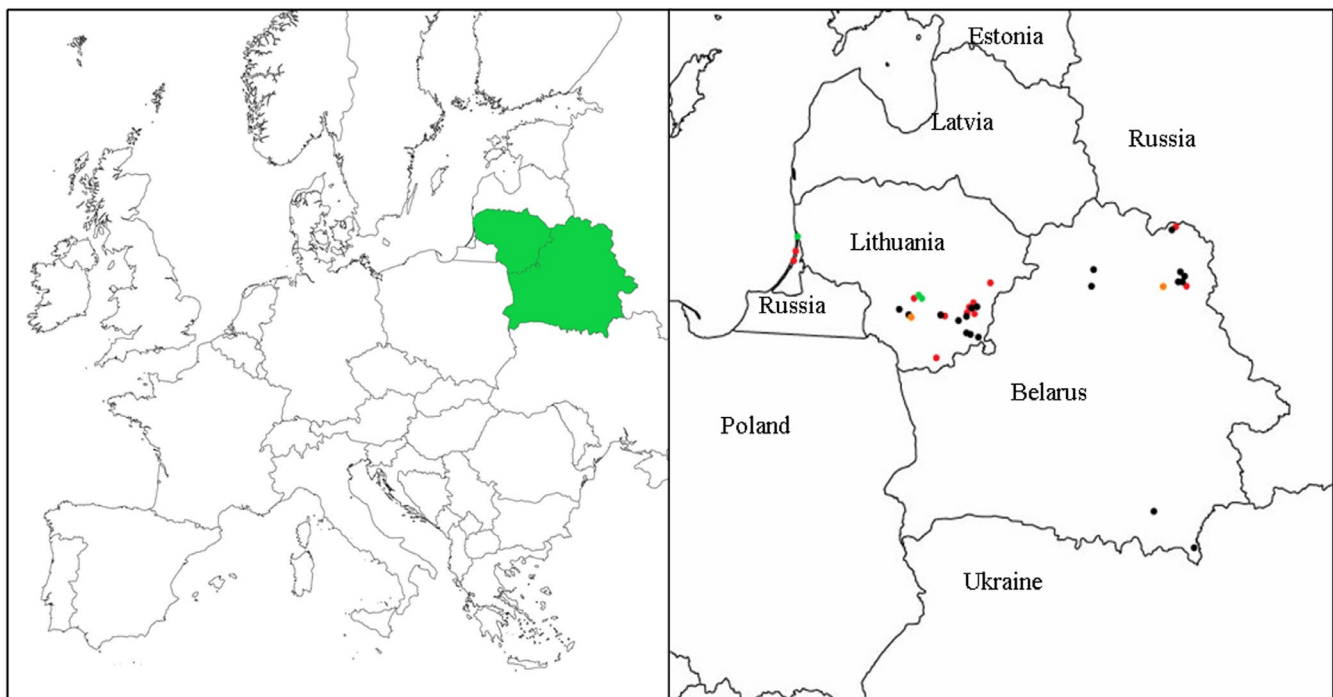 Estonia
Latvia
Russia
Lithuania
Russia
Belarus
Poland
Ukraine